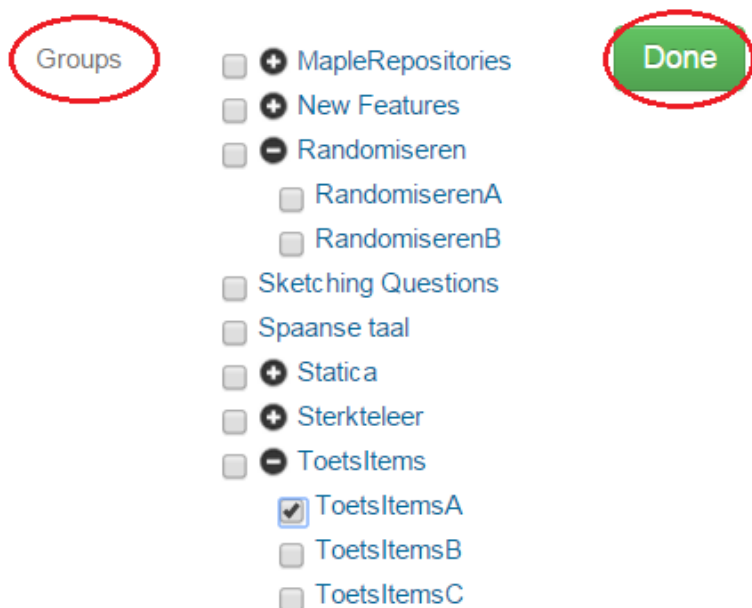 Groups
MapleRepositories
Done
New Features
Randomiseren
RandomiserenA
RandomiserenB
Sketching Questions
Spaanse taal
Statica
Sterkteleer
ToetsItems
ToetsItemsA
ToetsItemsB
ToetsItemsC